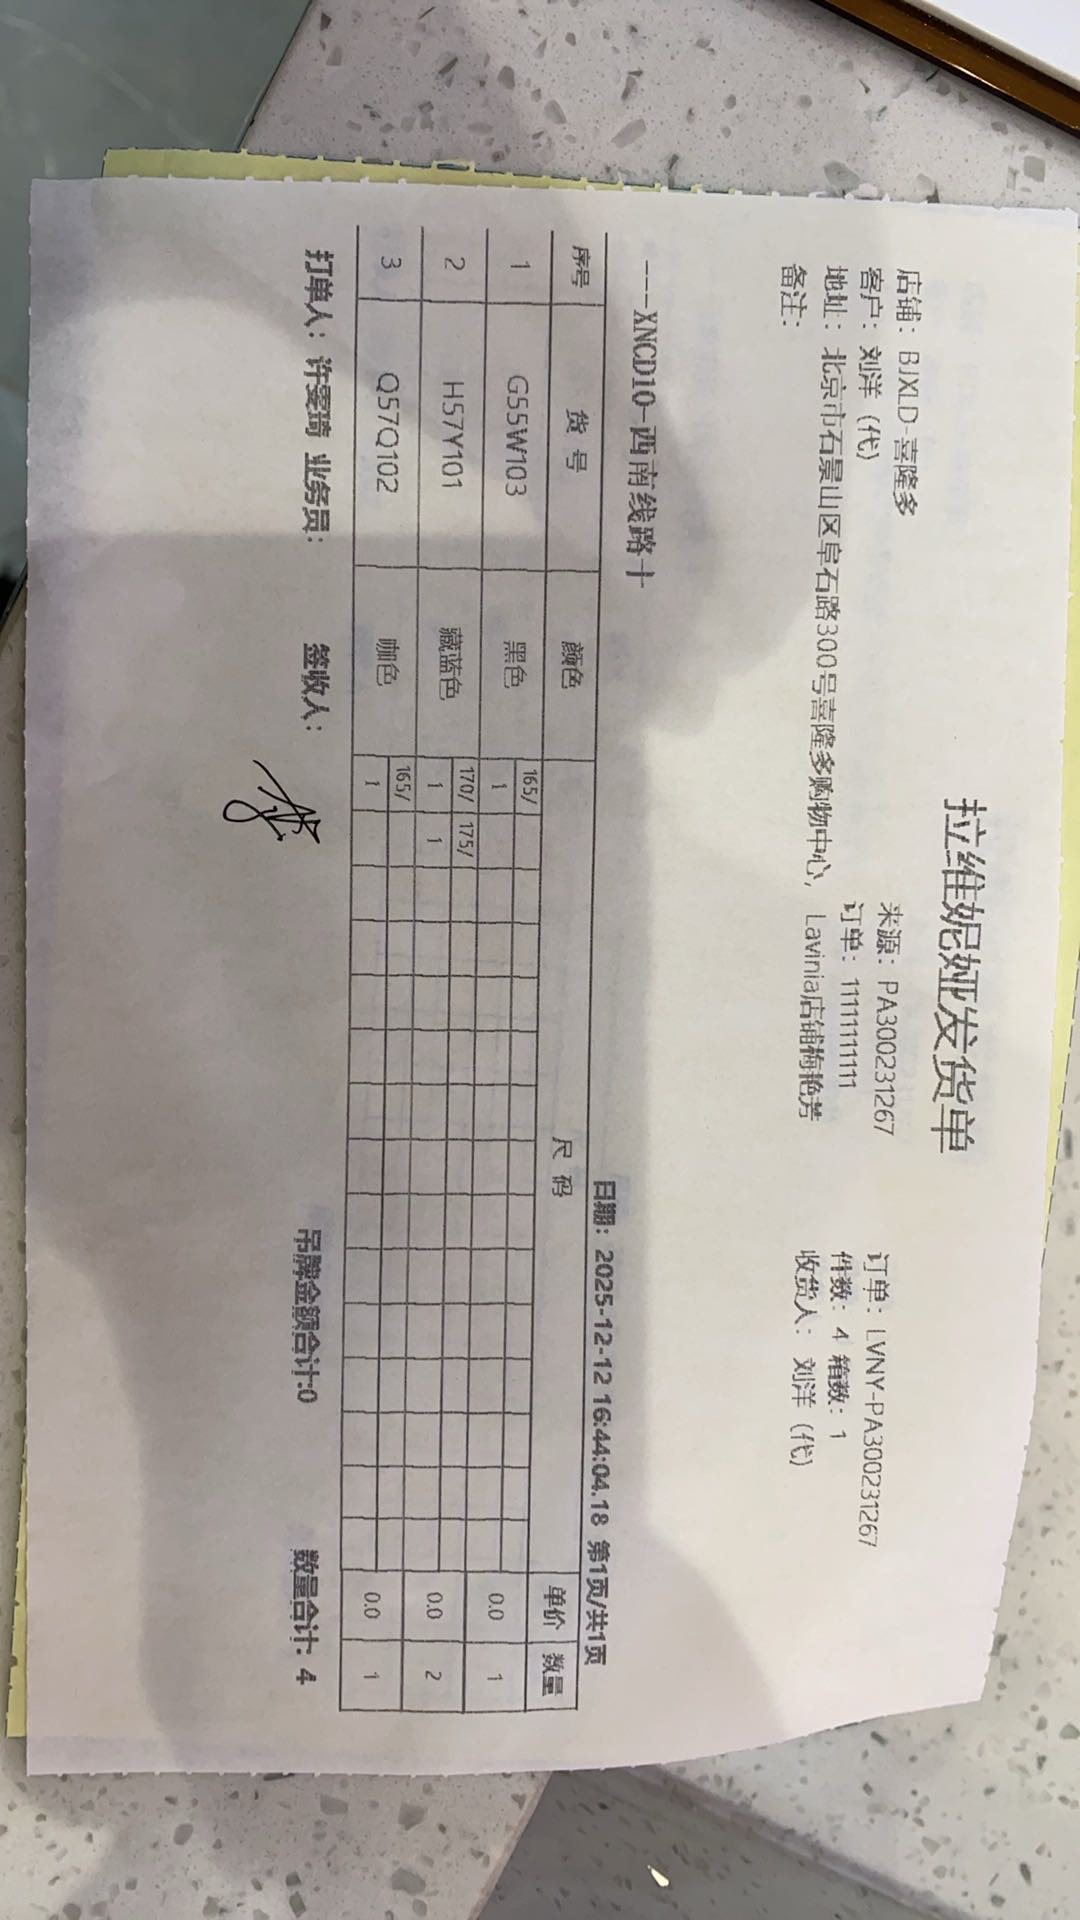 拉维妮娅发货单
店铺：BJXLD-喜隆多 来源：PA300231267 订单：LVNY-PA300231267
客户：刘洋（代） 订单：11111111111 件数：4 箱数：1
地址：北京市石景山区阜石路300号喜隆多购物中心，Lavinia店铺梅艳芳 收货人：刘洋（代）
备注：
---XNCD10-西南线路十
日期：2025-12-12 16:44:04.18 第1页/共1页
序号 货号 颜色 尺码 单价 数量
165/
1 G55W103 黑色 1 0.0 1
170/ 175/
2 H57Y101 藏蓝色 1 1 0.0 2
165/
3 Q57Q102 咖色 1 0.0 1
打单人：许雯琦 业务员： 签收人： 吊牌金额合计:0 数量合计：4